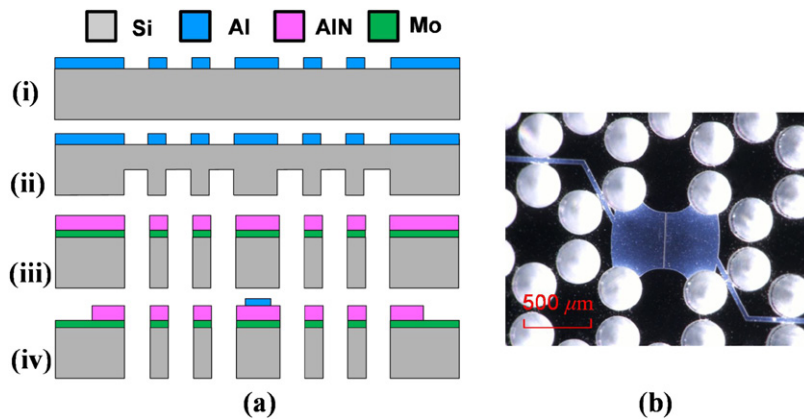 Si Al AlN Mo
(i)
(ii)
(iii)
(iv)
500 μm
(a) (b)